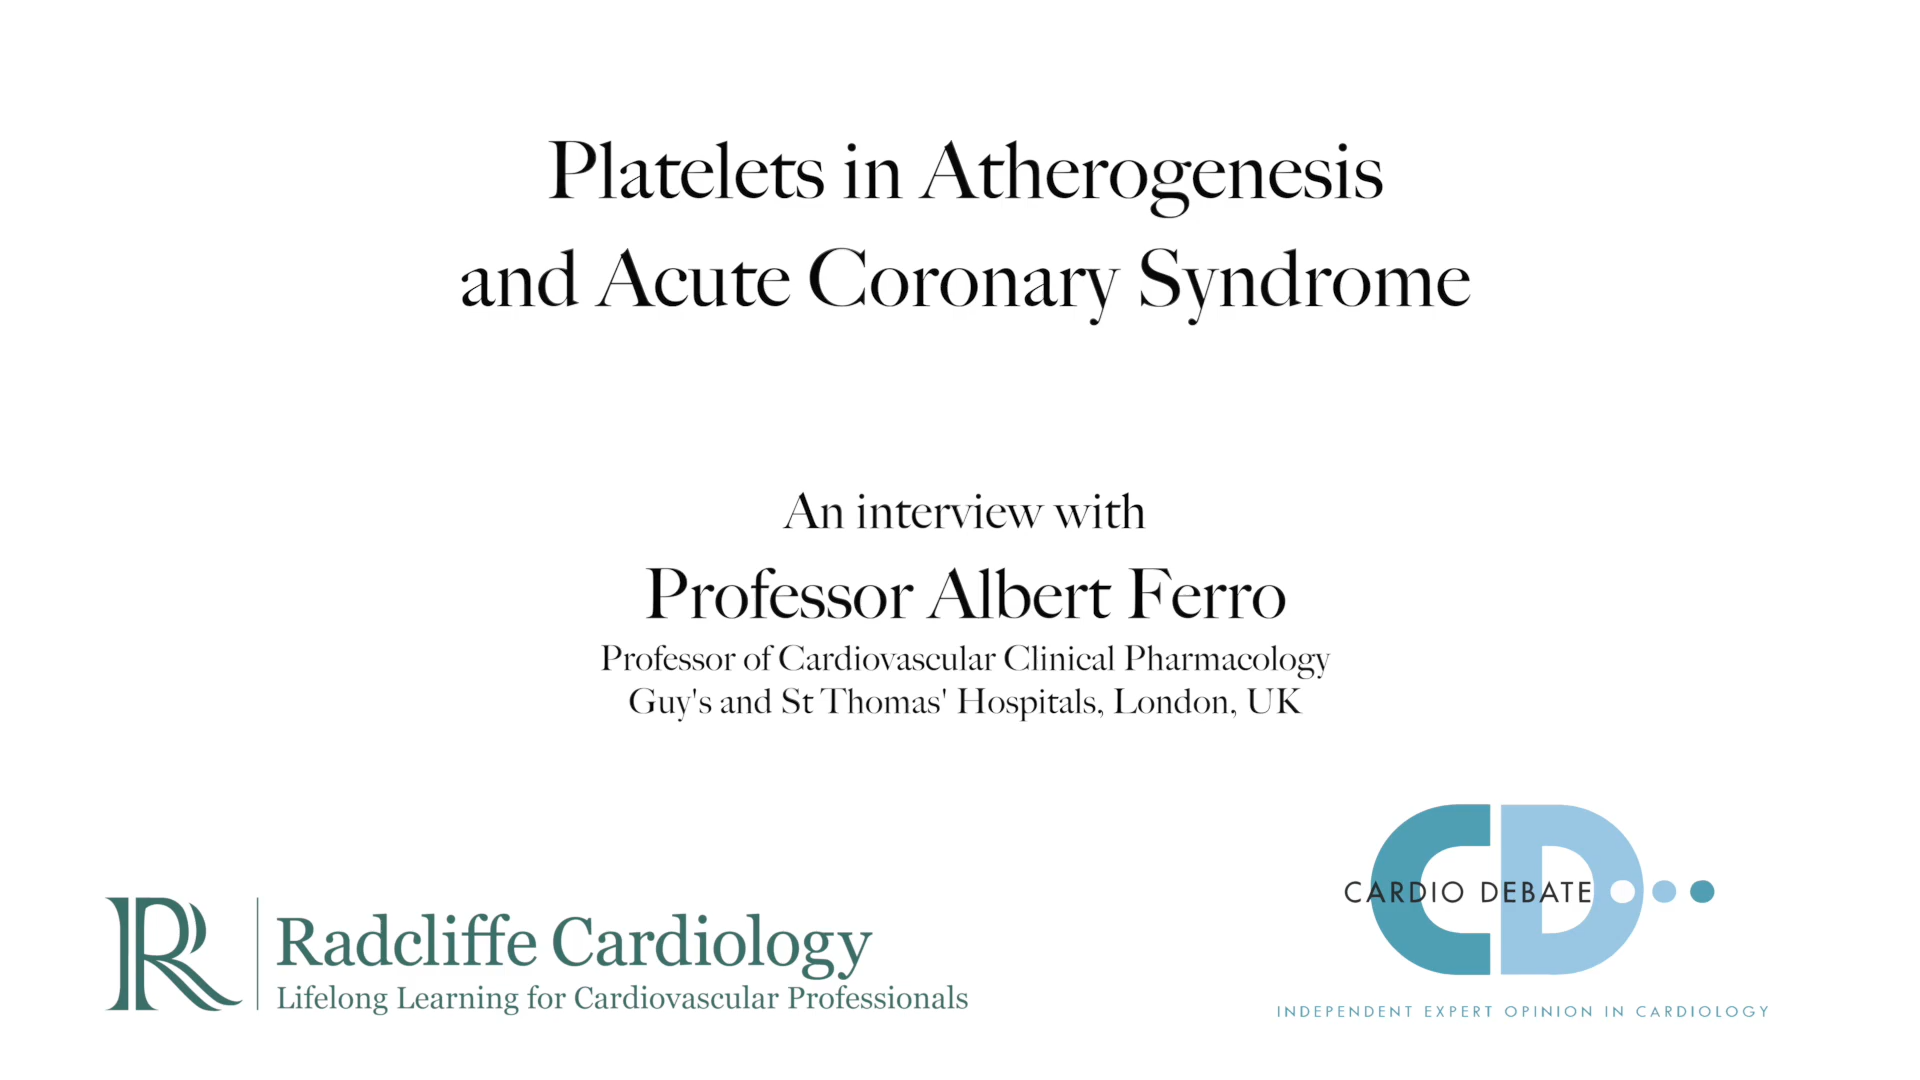 Platelets in Atherogenesis
and Acute Coronary Syndrome
An interview with
Professor Albert Ferro
Professor of Cardiovascular Clinical Pharmacology
Guy's and St Thomas' Hospitals, London, UK
R
Radcliffe Cardiology
Lifelong Learning for Cardiovascular Professionals
CD
CARDIO DEBATE
INDEPENDENT EXPERT OPINION IN CARDIOLOGY